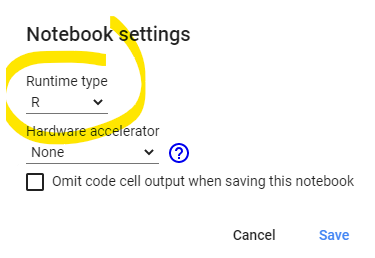 Notebook settings
Runtime type
R
Hardware accelerator
None
?
Omit code cell output when saving this notebook
Cancel Save